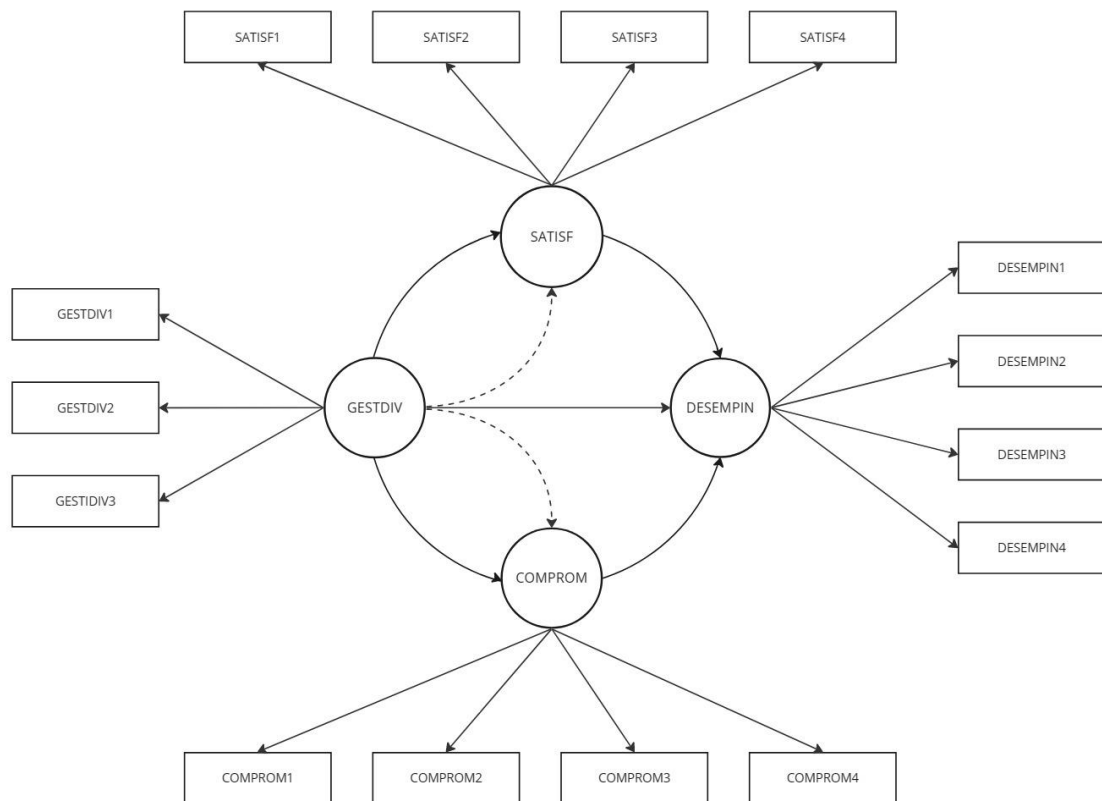 SATISF1
SATISF2
SATISF3
SATISF4
SATISF
DESEMPIN1
GESTDIV1
DESEMPIN2
GESTDIV2
GESTDIV
DESEMPIN
DESEMPIN3
GESTIDIV3
DESEMPIN4
COMPROM
COMPROM1
COMPROM2
COMPROM3
COMPROM4